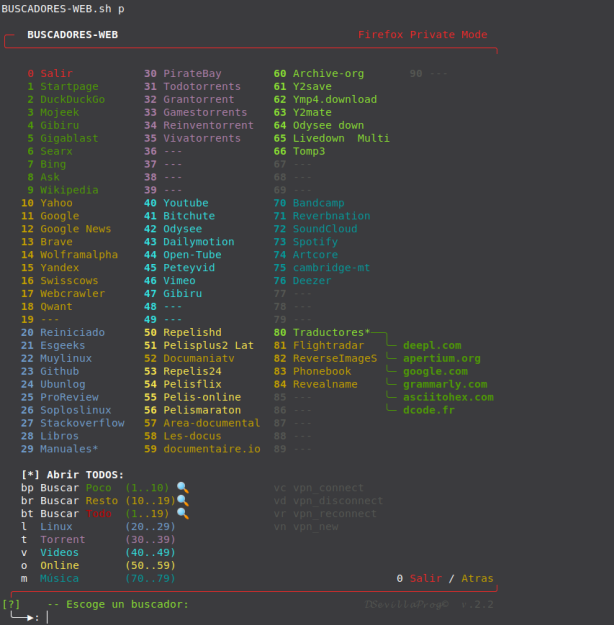 BUSCADORES-WEB.sh p
BUSCADORES-WEB Firefox Private Mode
0 Salir 30 PirateBay 60 Archive-org 90 ---
1 Startpage 31 Todotorrents 61 Y2save
2 DuckDuckGo 32 Grantorrent 62 Ymp4.download
3 Mojeek 33 Gamestorrents 63 Y2mate
4 Gibiru 34 Reinventorrent 64 Odysee down
5 Gigablast 35 Vivatorrents 65 Livedown Multi
6 Searx 36 --- 66 Tomp3
7 Bing 37 --- 67 ---
8 Ask 38 --- 68 ---
9 Wikipedia 39 --- 69 ---
10 Yahoo 40 Youtube 70 Bandcamp
11 Google 41 Bitchute 71 Reverbnation
12 Google News 42 Odysee 72 SoundCloud
13 Brave 43 Dailymotion 73 Spotify
14 Wolframalpha 44 Open-Tube 74 Artcore
15 Yandex 45 Peteyvid 75 cambridge-mt
16 Swisscows 46 Vimeo 76 Deezer
17 Webcrawler 47 Gibiru 77 ---
18 Qwant 48 --- 78 ---
19 --- 49 --- 79 ---
20 Reiniciado 50 Repelishd 80 Traductores*
21 Esgeeks 51 Pelisplus2 Lat 81 Flightradar deepl.com
22 Muylinux 52 Documaniatv 82 ReverseImageS apertium.org
23 Github 53 Repelis24 83 Phonebook google.com
24 Ubunlog 54 Pelisflix 84 Revealname grammarly.com
25 ProReview 55 Pelis-online 85 --- asciitohex.com
26 Soploslinux 56 Pelismaraton 86 --- dcode.fr
27 Stackoverflow 57 Area-documental 87 ---
28 Libros 58 Les-docus 88 ---
29 Manuales* 59 documentaire.io 89 ---
[*] Abrir TODOS:
bp Buscar Poco (1..10) vc vpn_connect
br Buscar Resto (10..19) vd vpn_disconnect
bt Buscar Todo (1..19) vr vpn_reconnect
l Linux (20..29) vn vpn_new
t Torrent (30..39)
v Videos (40..49)
o Online (50..59)
m Música (70..79) 0 Salir / Atras
[?] -- Escoge un buscador: DSevillaProg© v.2.2
: